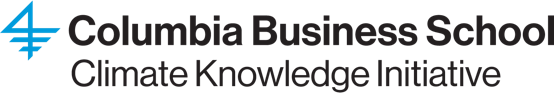 Columbia Business School
Climate Knowledge Initiative